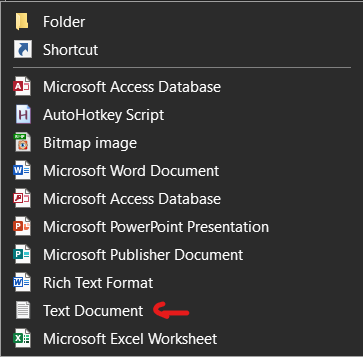 Folder
Shortcut
Microsoft Access Database
AutoHotkey Script
Bitmap image
Microsoft Word Document
Microsoft Access Database
Microsoft PowerPoint Presentation
Microsoft Publisher Document
Rich Text Format
Text Document
Microsoft Excel Worksheet